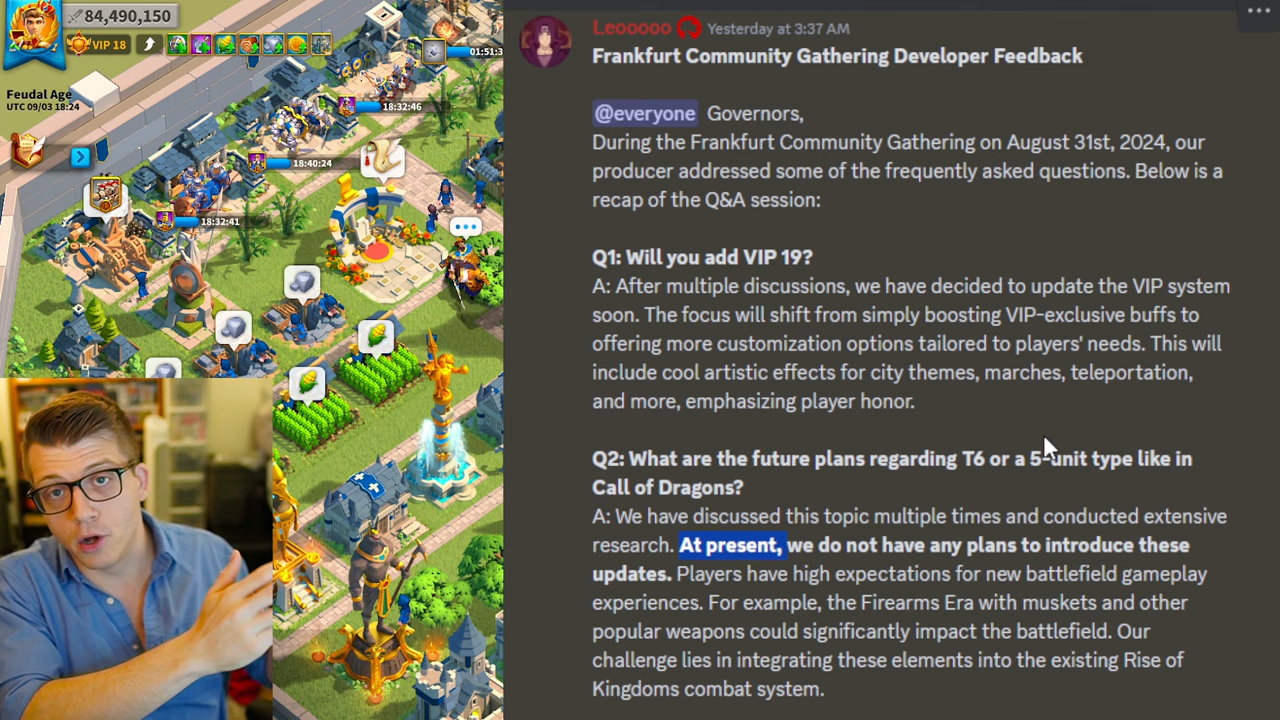 84,490,150
VIP 18
01:51:3
Feudal Age
UTC 09/03 18:24
18:32:46
18:40:24
18:32:41
Leooooo Yesterday at 3:37 AM
Frankfurt Community Gathering Developer Feedback
@everyone Governors,
During the Frankfurt Community Gathering on August 31st, 2024, our
producer addressed some of the frequently asked questions. Below is a
recap of the Q&A session:
Q1: Will you add VIP 19?
A: After multiple discussions, we have decided to update the VIP system
soon. The focus will shift from simply boosting VIP-exclusive buffs to
offering more customization options tailored to players' needs. This will
include cool artistic effects for city themes, marches, teleportation,
and more, emphasizing player honor.
Q2: What are the future plans regarding T6 or a 5-unit type like in
Call of Dragons?
A: We have discussed this topic multiple times and conducted extensive
research. At present, we do not have any plans to introduce these
updates. Players have high expectations for new battlefield gameplay
experiences. For example, the Firearms Era with muskets and other
popular weapons could significantly impact the battlefield. Our
challenge lies in integrating these elements into the existing Rise of
Kingdoms combat system.